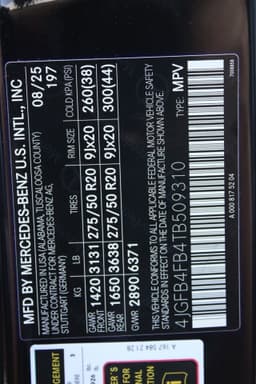 MFD BY MERCEDES-BENZ U.S. INTL., INC
MANUFACTURED IN USA (ALABAMA, TUSCALOOSA COUNTY)
UNDER CONTRACT FOR MERCEDES-BENZ AG,
STUTTGART (GERMANY)
08/25
197
KG LB TIRES RIM SIZE COLD KPA(PSI)
GAWR FR 1420 3131 275/50 R20 9Jx20 260(38)
GAWR 1650 3638 275/50 R20 9Jx20 300(44)
GVWR 2890 6371
THIS VEHICLE CONFORMS TO ALL APPLICABLE FEDERAL MOTOR VEHICLE SAFETY
STANDARDS IN EFFECT ON THE DATE OF MANUFACTURE SHOWN ABOVE.
4JGFB4FB4TB509310 TYPE: MPV
A 000 817 52 04